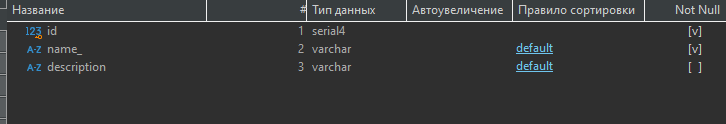 Название # Тип данных Автоувеличение Правило сортировки Not Null
123 id 1 serial4 [v]
A-Z name_ 2 varchar default [v]
A-Z description 3 varchar default [ ]